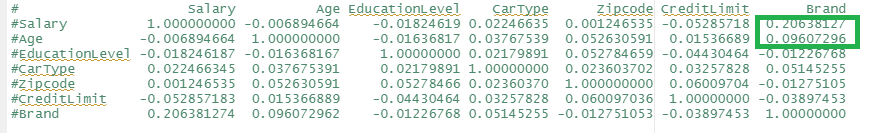 # Salary Age EducationLevel CarType Zipcode CreditLimit Brand
#Salary 1.000000000 -0.006894664 -0.01824619 0.02246635 0.001246535 -0.05285718 0.20638127
#Age -0.006894664 1.000000000 -0.01636817 0.03767539 0.052630591 0.01536689 0.09607296
#EducationLevel -0.018246187 -0.016368167 1.00000000 0.02179891 0.052784659 -0.04430464 -0.01226768
#CarType 0.022466345 0.037675391 0.02179891 1.00000000 0.023603702 0.03257828 0.05145255
#Zipcode 0.001246535 0.052630591 0.05278466 0.02360370 1.000000000 0.06009704 -0.01275105
#CreditLimit -0.052857183 0.015366889 -0.04430464 0.03257828 0.060097036 1.00000000 -0.03897453
#Brand 0.206381274 0.096072962 -0.01226768 0.05145255 -0.012751053 -0.03897453 1.00000000